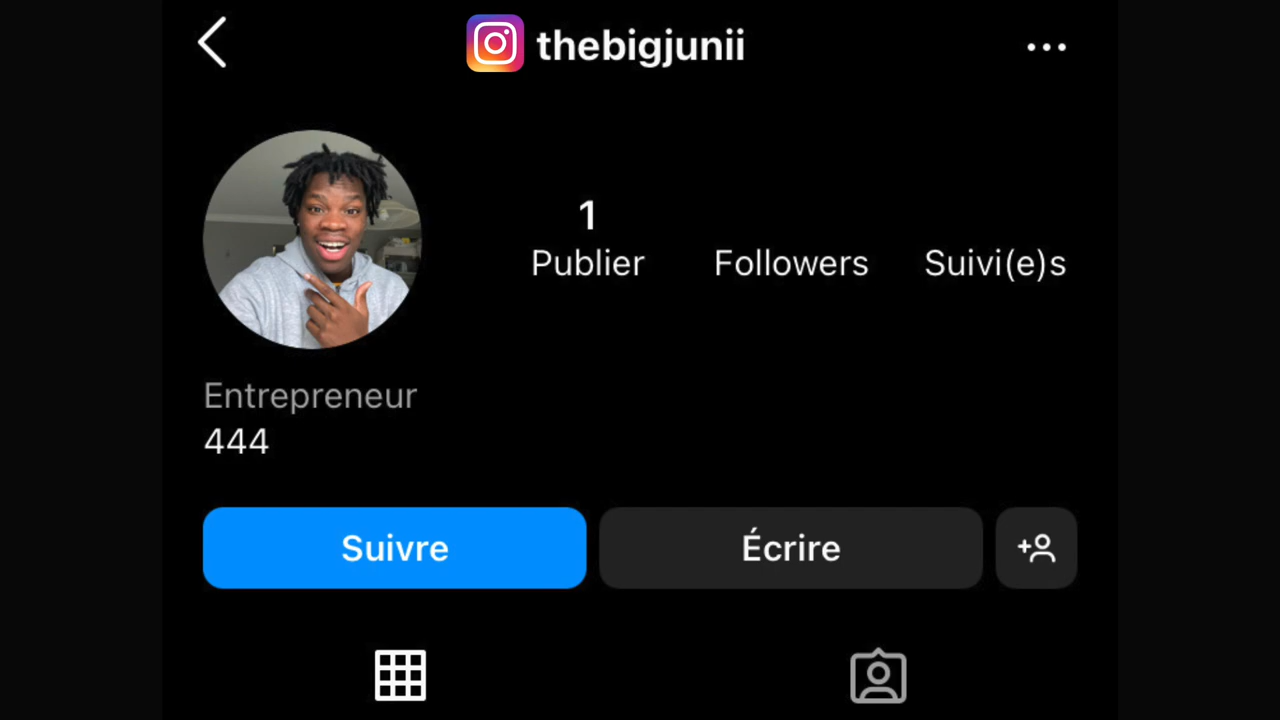 thebigjunii
1
Publier Followers Suivi(e)s
Entrepreneur
444
Suivre Écrire